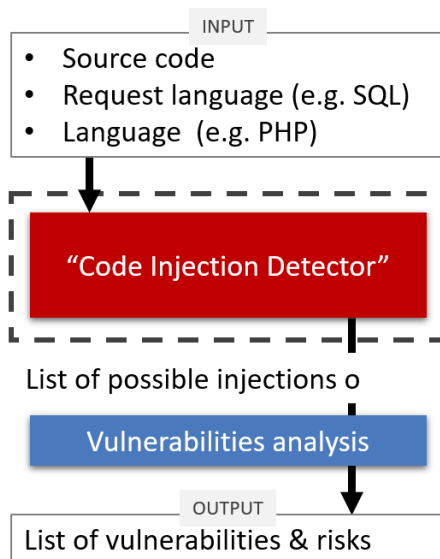 INPUT
• Source code
• Request language (e.g. SQL)
• Language (e.g. PHP)
“Code Injection Detector”
List of possible injections o
Vulnerabilities analysis
OUTPUT
List of vulnerabilities & risks